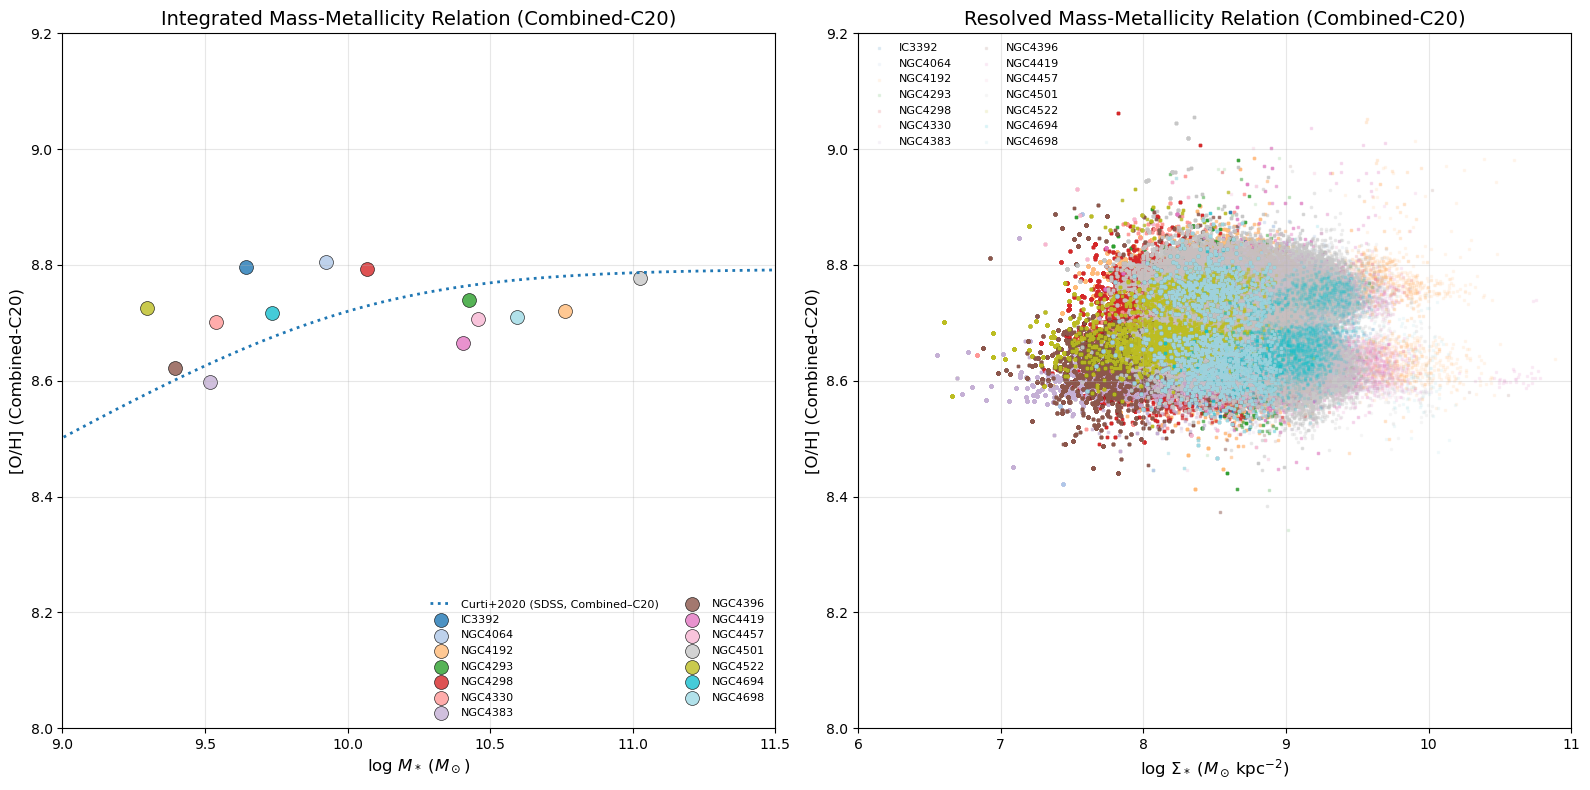 Integrated Mass-Metallicity Relation (Combined-C20)
[O/H] (Combined-C20)
9.2
9.0
8.8
8.6
8.4
8.2
8.0
9.0 9.5 10.0 10.5 11.0 11.5
log M* (M⊙)
Curti+2020 (SDSS, Combined–C20)
IC3392
NGC4064
NGC4192
NGC4293
NGC4298
NGC4330
NGC4383
NGC4396
NGC4419
NGC4457
NGC4501
NGC4522
NGC4694
NGC4698
Resolved Mass-Metallicity Relation (Combined-C20)
[O/H] (Combined-C20)
9.2
9.0
8.8
8.6
8.4
8.2
8.0
6 7 8 9 10 11
log Σ* (M⊙ kpc⁻²)
IC3392
NGC4064
NGC4192
NGC4293
NGC4298
NGC4330
NGC4383
NGC4396
NGC4419
NGC4457
NGC4501
NGC4522
NGC4694
NGC4698